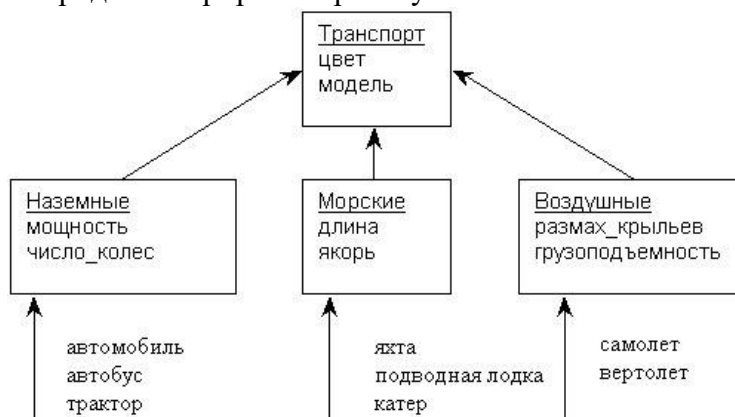 Транспорт
цвет
модель
Наземные
мощность
число_колес
Морские
длина
якорь
Воздушные
размах_крыльев
грузоподъемность
автомобиль
автобус
трактор
яхта
подводная лодка
катер
самолет
вертолет